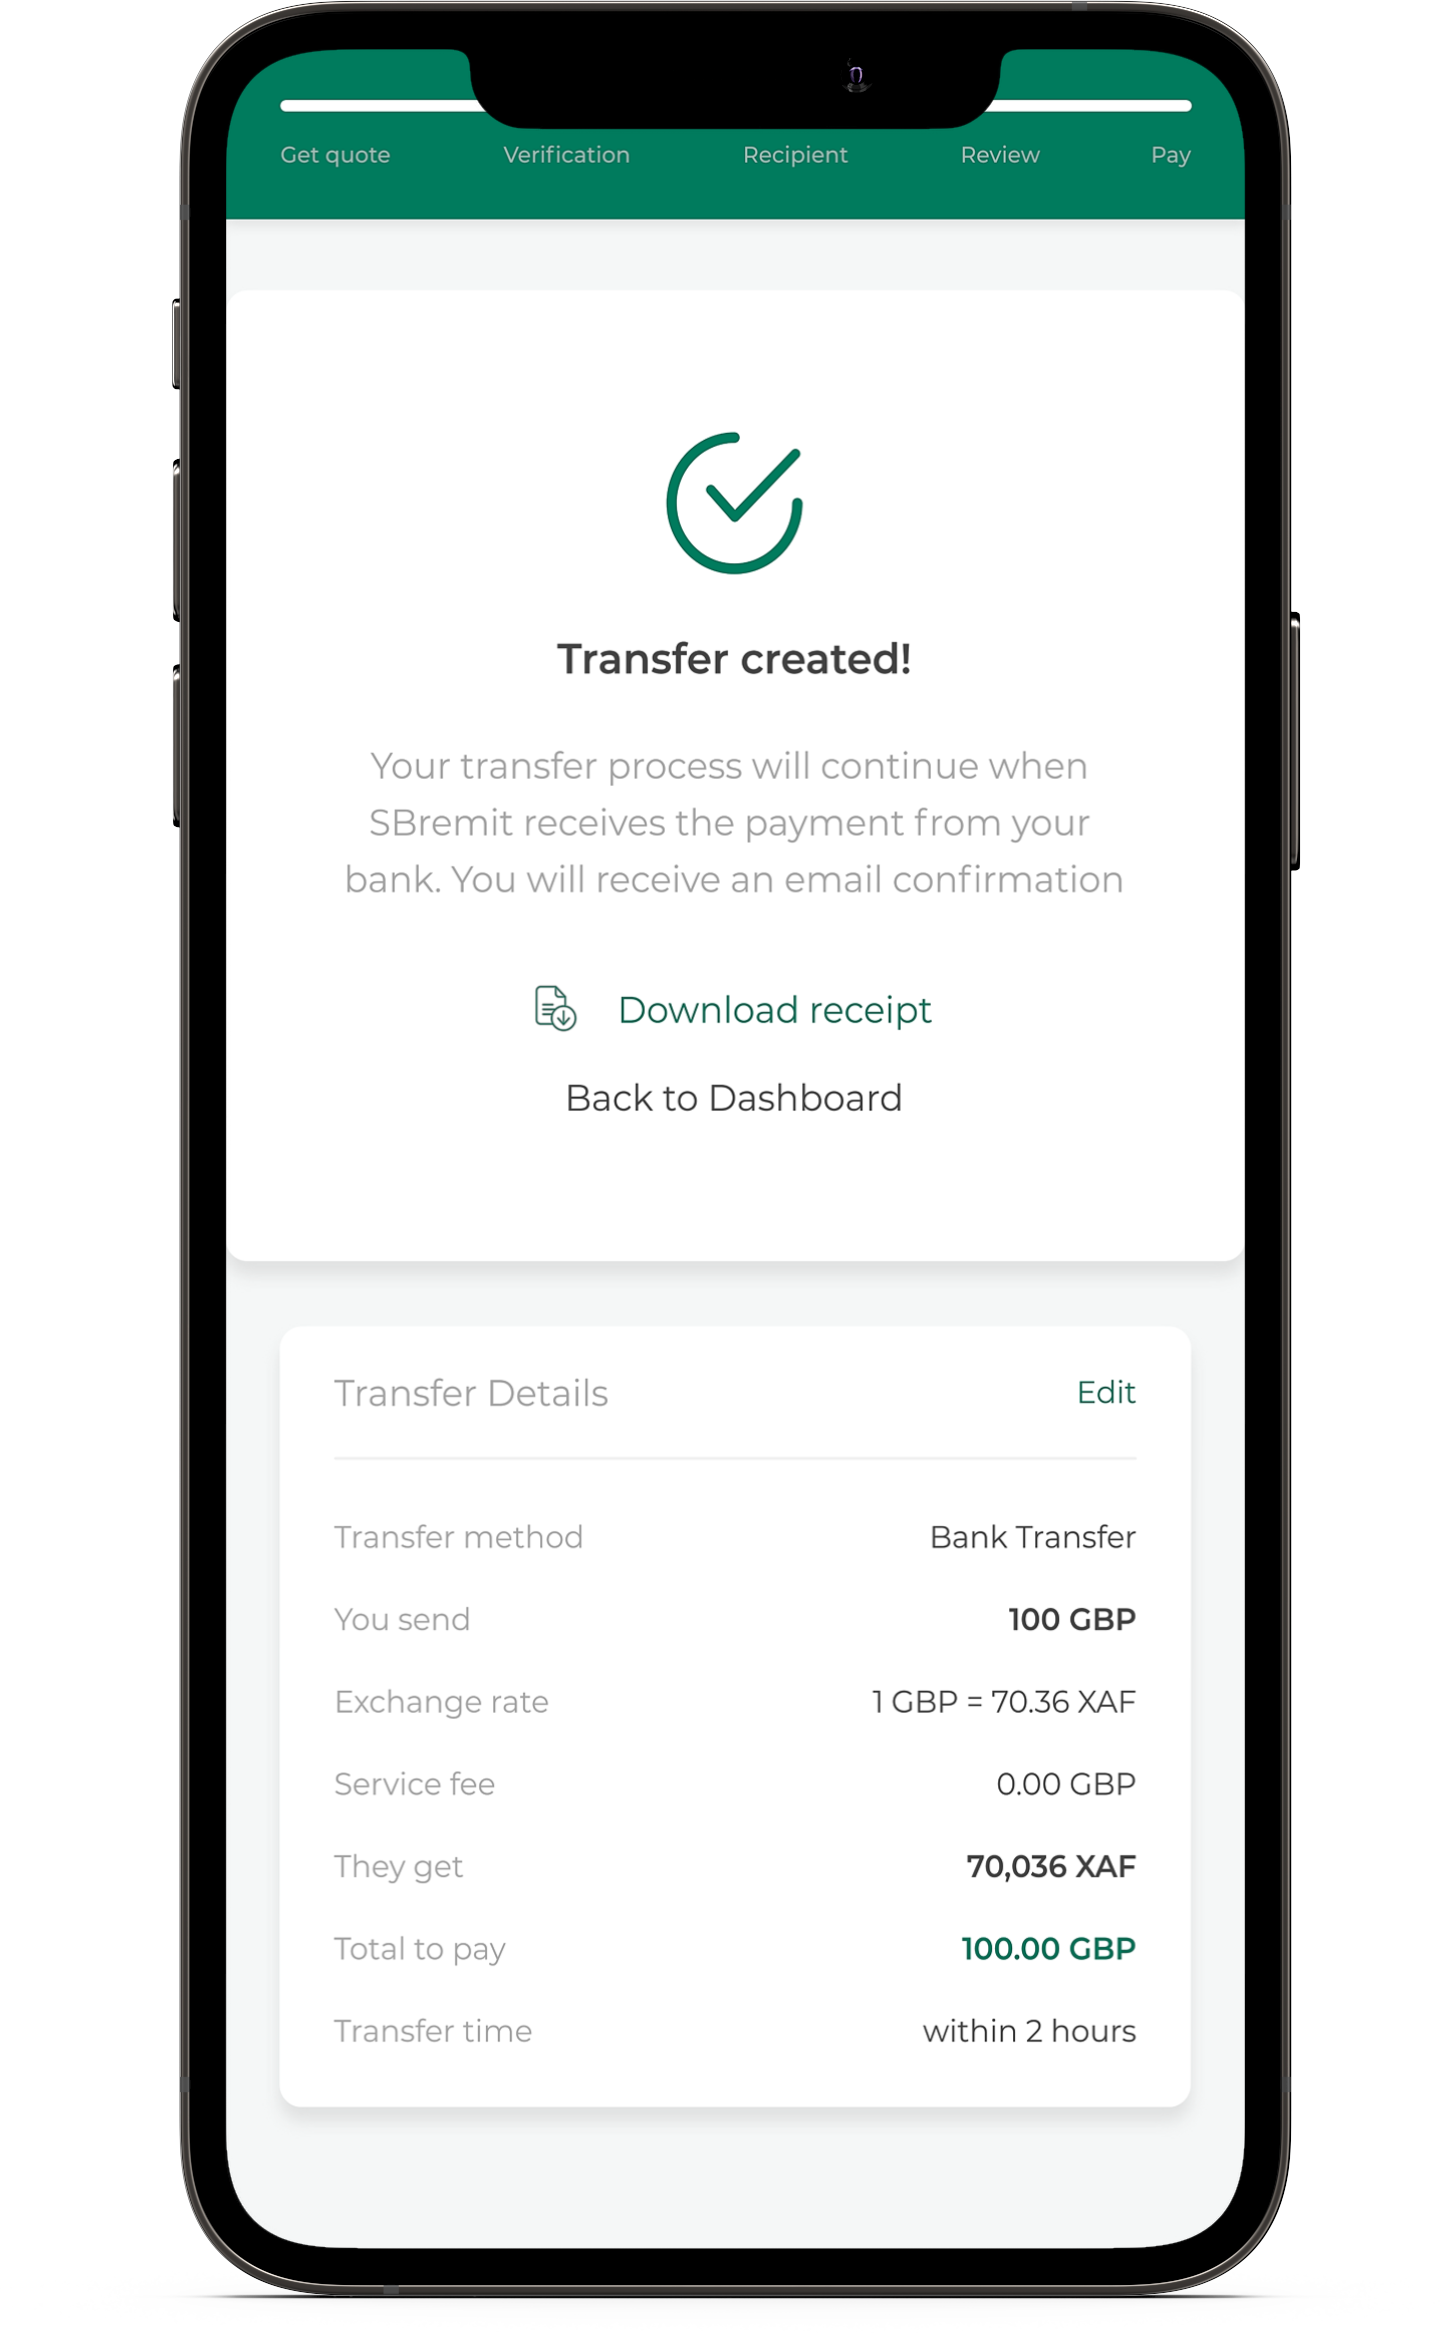 Get quote Verification Recipient Review Pay
Transfer created!
Your transfer process will continue when
SBremit receives the payment from your
bank. You will receive an email confirmation
Download receipt
Back to Dashboard
Transfer Details Edit
Transfer method Bank Transfer
You send 100 GBP
Exchange rate 1 GBP = 70.36 XAF
Service fee 0.00 GBP
They get 70,036 XAF
Total to pay 100.00 GBP
Transfer time within 2 hours